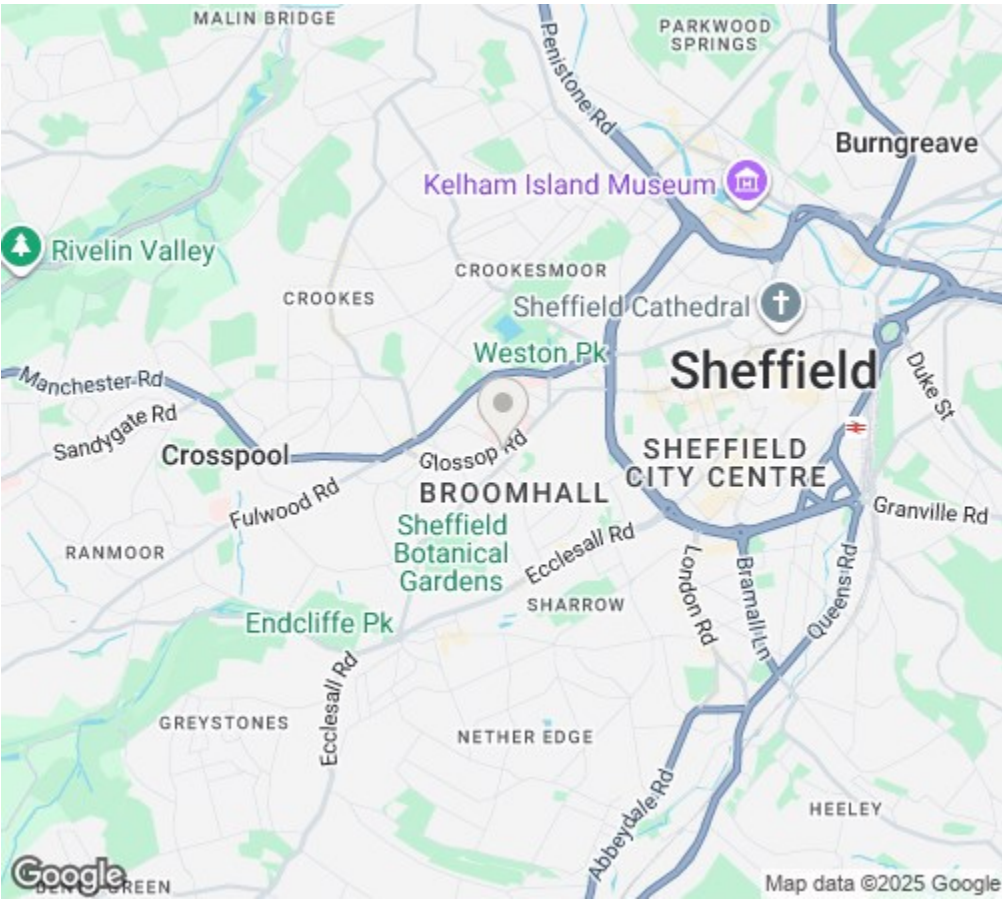 MALIN BRIDGE
PARKWOOD
SPRINGS
Penistone Rd
Burngreave
Kelham Island Museum
Rivelin Valley
CROOKESMOOR
CROOKES
Sheffield Cathedral
Weston Pk
Sheffield
Manchester Rd
Duke St
Sandygate Rd
Crosspool
Glossop Rd
SHEFFIELD
CITY CENTRE
BROOMHALL
Fulwood Rd
Granville Rd
Sheffield
Botanical
Gardens
RANMOOR
Ecclesall Rd
London Rd
Bramall Ln
Queens Rd
SHARROW
Endcliffe Pk
Ecclesall Rd
GREYSTONES
NETHER EDGE
Abbeydale Rd
HEELEY
Google
GREEN
Map data ©2025 Google